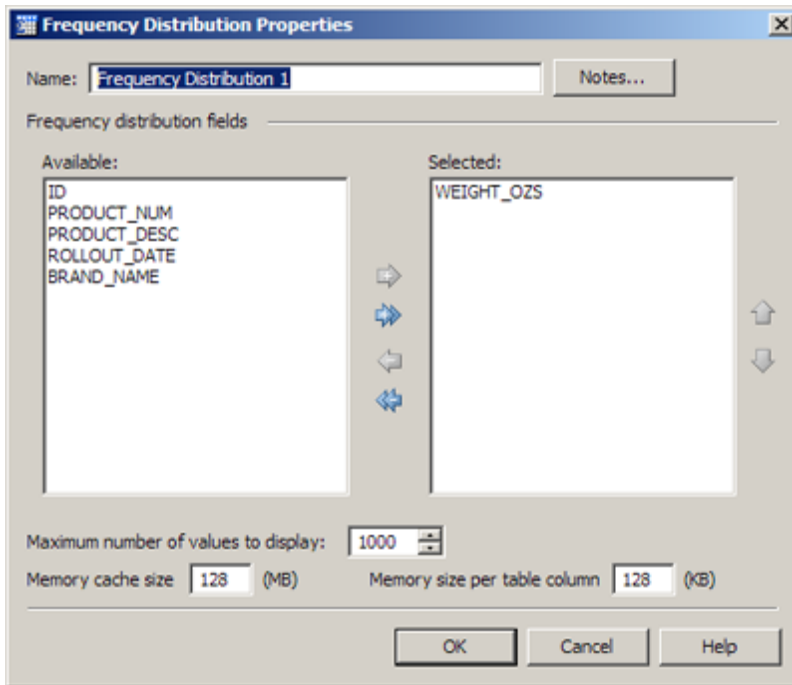 Frequency Distribution Properties
Name: Frequency Distribution 1 Notes...
Frequency distribution fields
Available: Selected:
ID WEIGHT_OZS
PRODUCT_NUM
PRODUCT_DESC
ROLLOUT_DATE
BRAND_NAME
Maximum number of values to display: 1000
Memory cache size 128 (MB) Memory size per table column 128 (KB)
OK Cancel Help